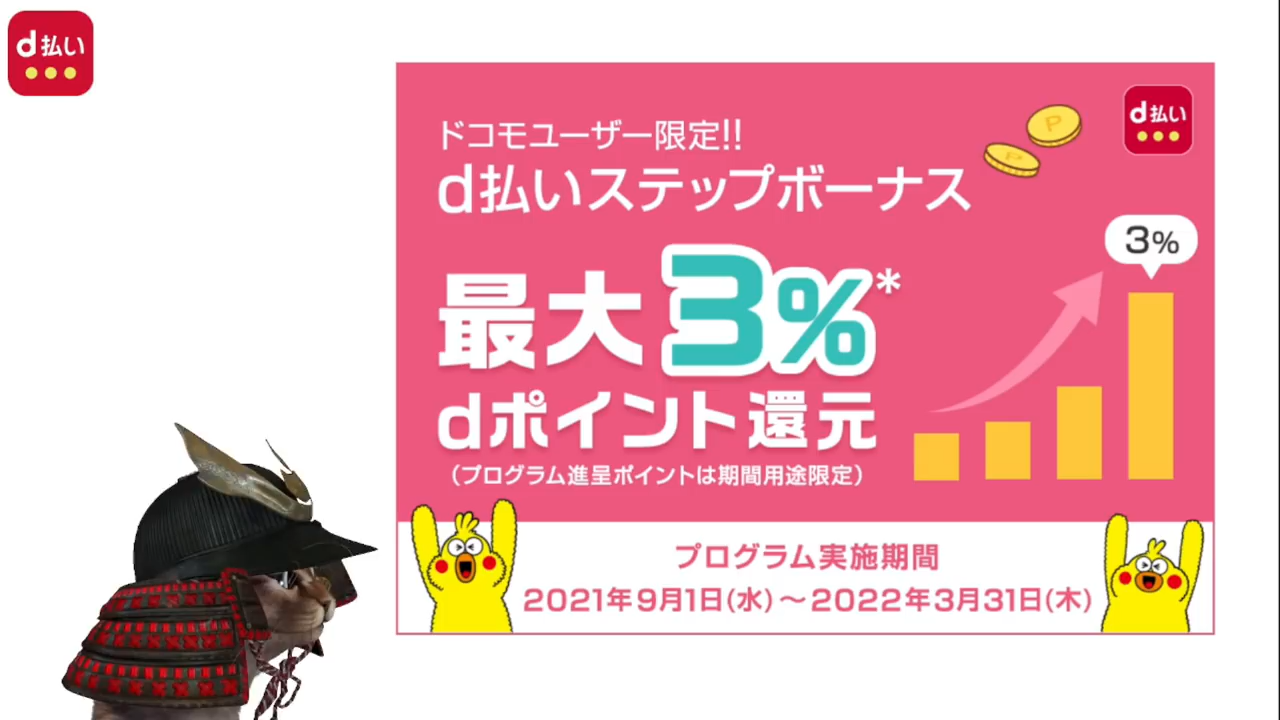 d払い
d払い
ドコモユーザー限定!!
d払いステップボーナス
P
P
3%
最大3%*
dポイント還元
(プログラム進呈ポイントは期間用途限定)
プログラム実施期間
2021年9月1日(水)～2022年3月31日(木)